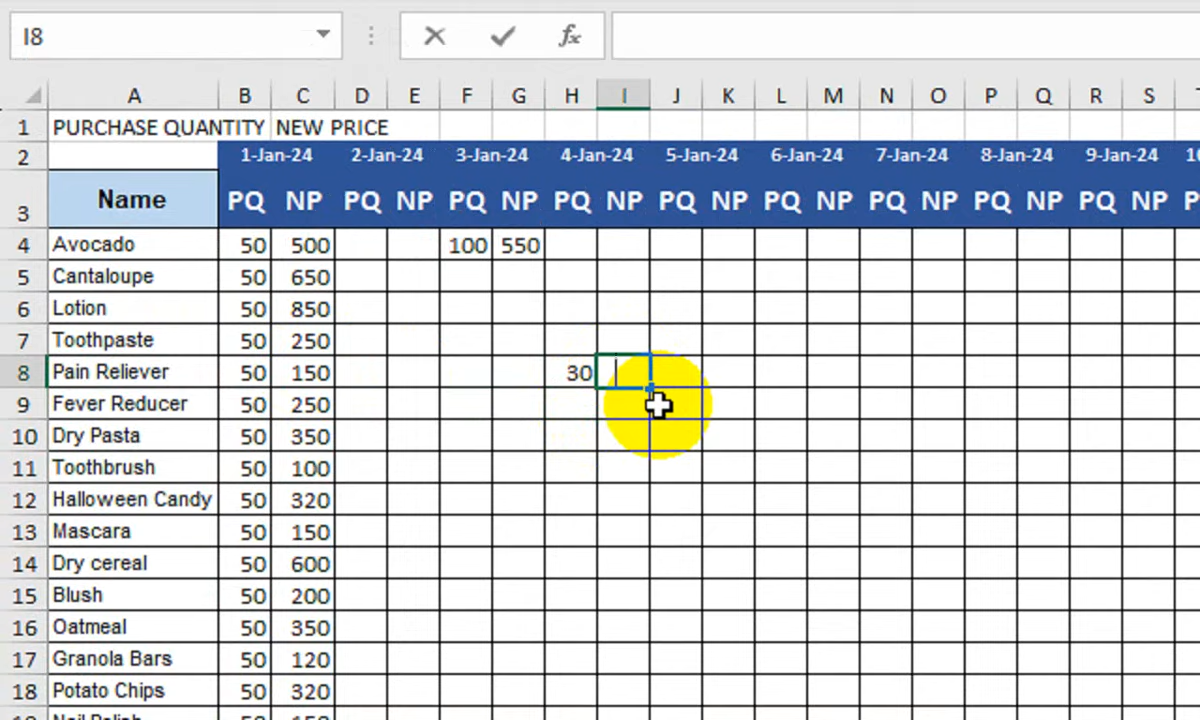 I8 fx
A B C D E F G H I J K L M N O P Q R S
1 PURCHASE QUANTITY NEW PRICE
2 1-Jan-24 2-Jan-24 3-Jan-24 4-Jan-24 5-Jan-24 6-Jan-24 7-Jan-24 8-Jan-24 9-Jan-24
3 Name PQ NP PQ NP PQ NP PQ NP PQ NP PQ NP PQ NP PQ NP PQ NP
4 Avocado 50 500 100 550
5 Cantaloupe 50 650
6 Lotion 50 850
7 Toothpaste 50 250
8 Pain Reliever 50 150 30
9 Fever Reducer 50 250
10 Dry Pasta 50 350
11 Toothbrush 50 100
12 Halloween Candy 50 320
13 Mascara 50 150
14 Dry cereal 50 600
15 Blush 50 200
16 Oatmeal 50 350
17 Granola Bars 50 120
18 Potato Chips 50 320